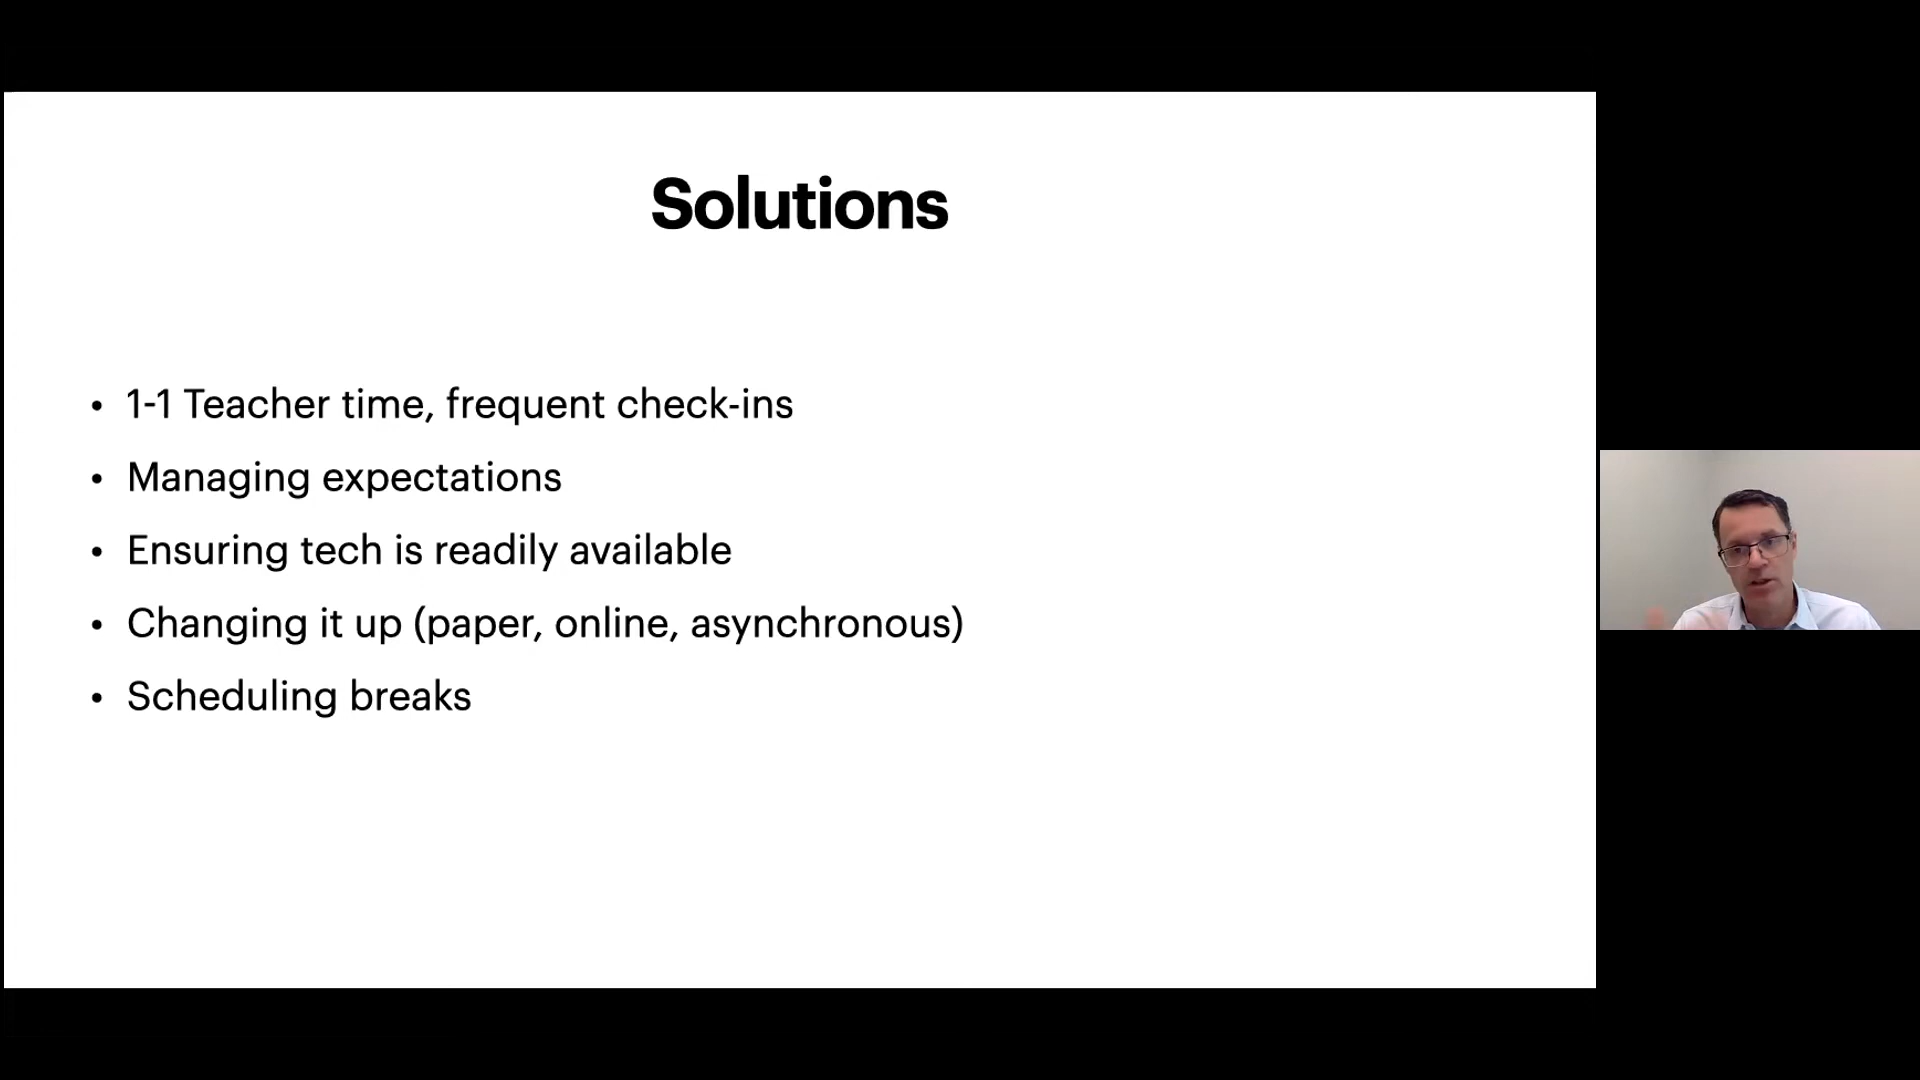 Solutions
• 1-1 Teacher time, frequent check-ins
• Managing expectations
• Ensuring tech is readily available
• Changing it up (paper, online, asynchronous)
• Scheduling breaks